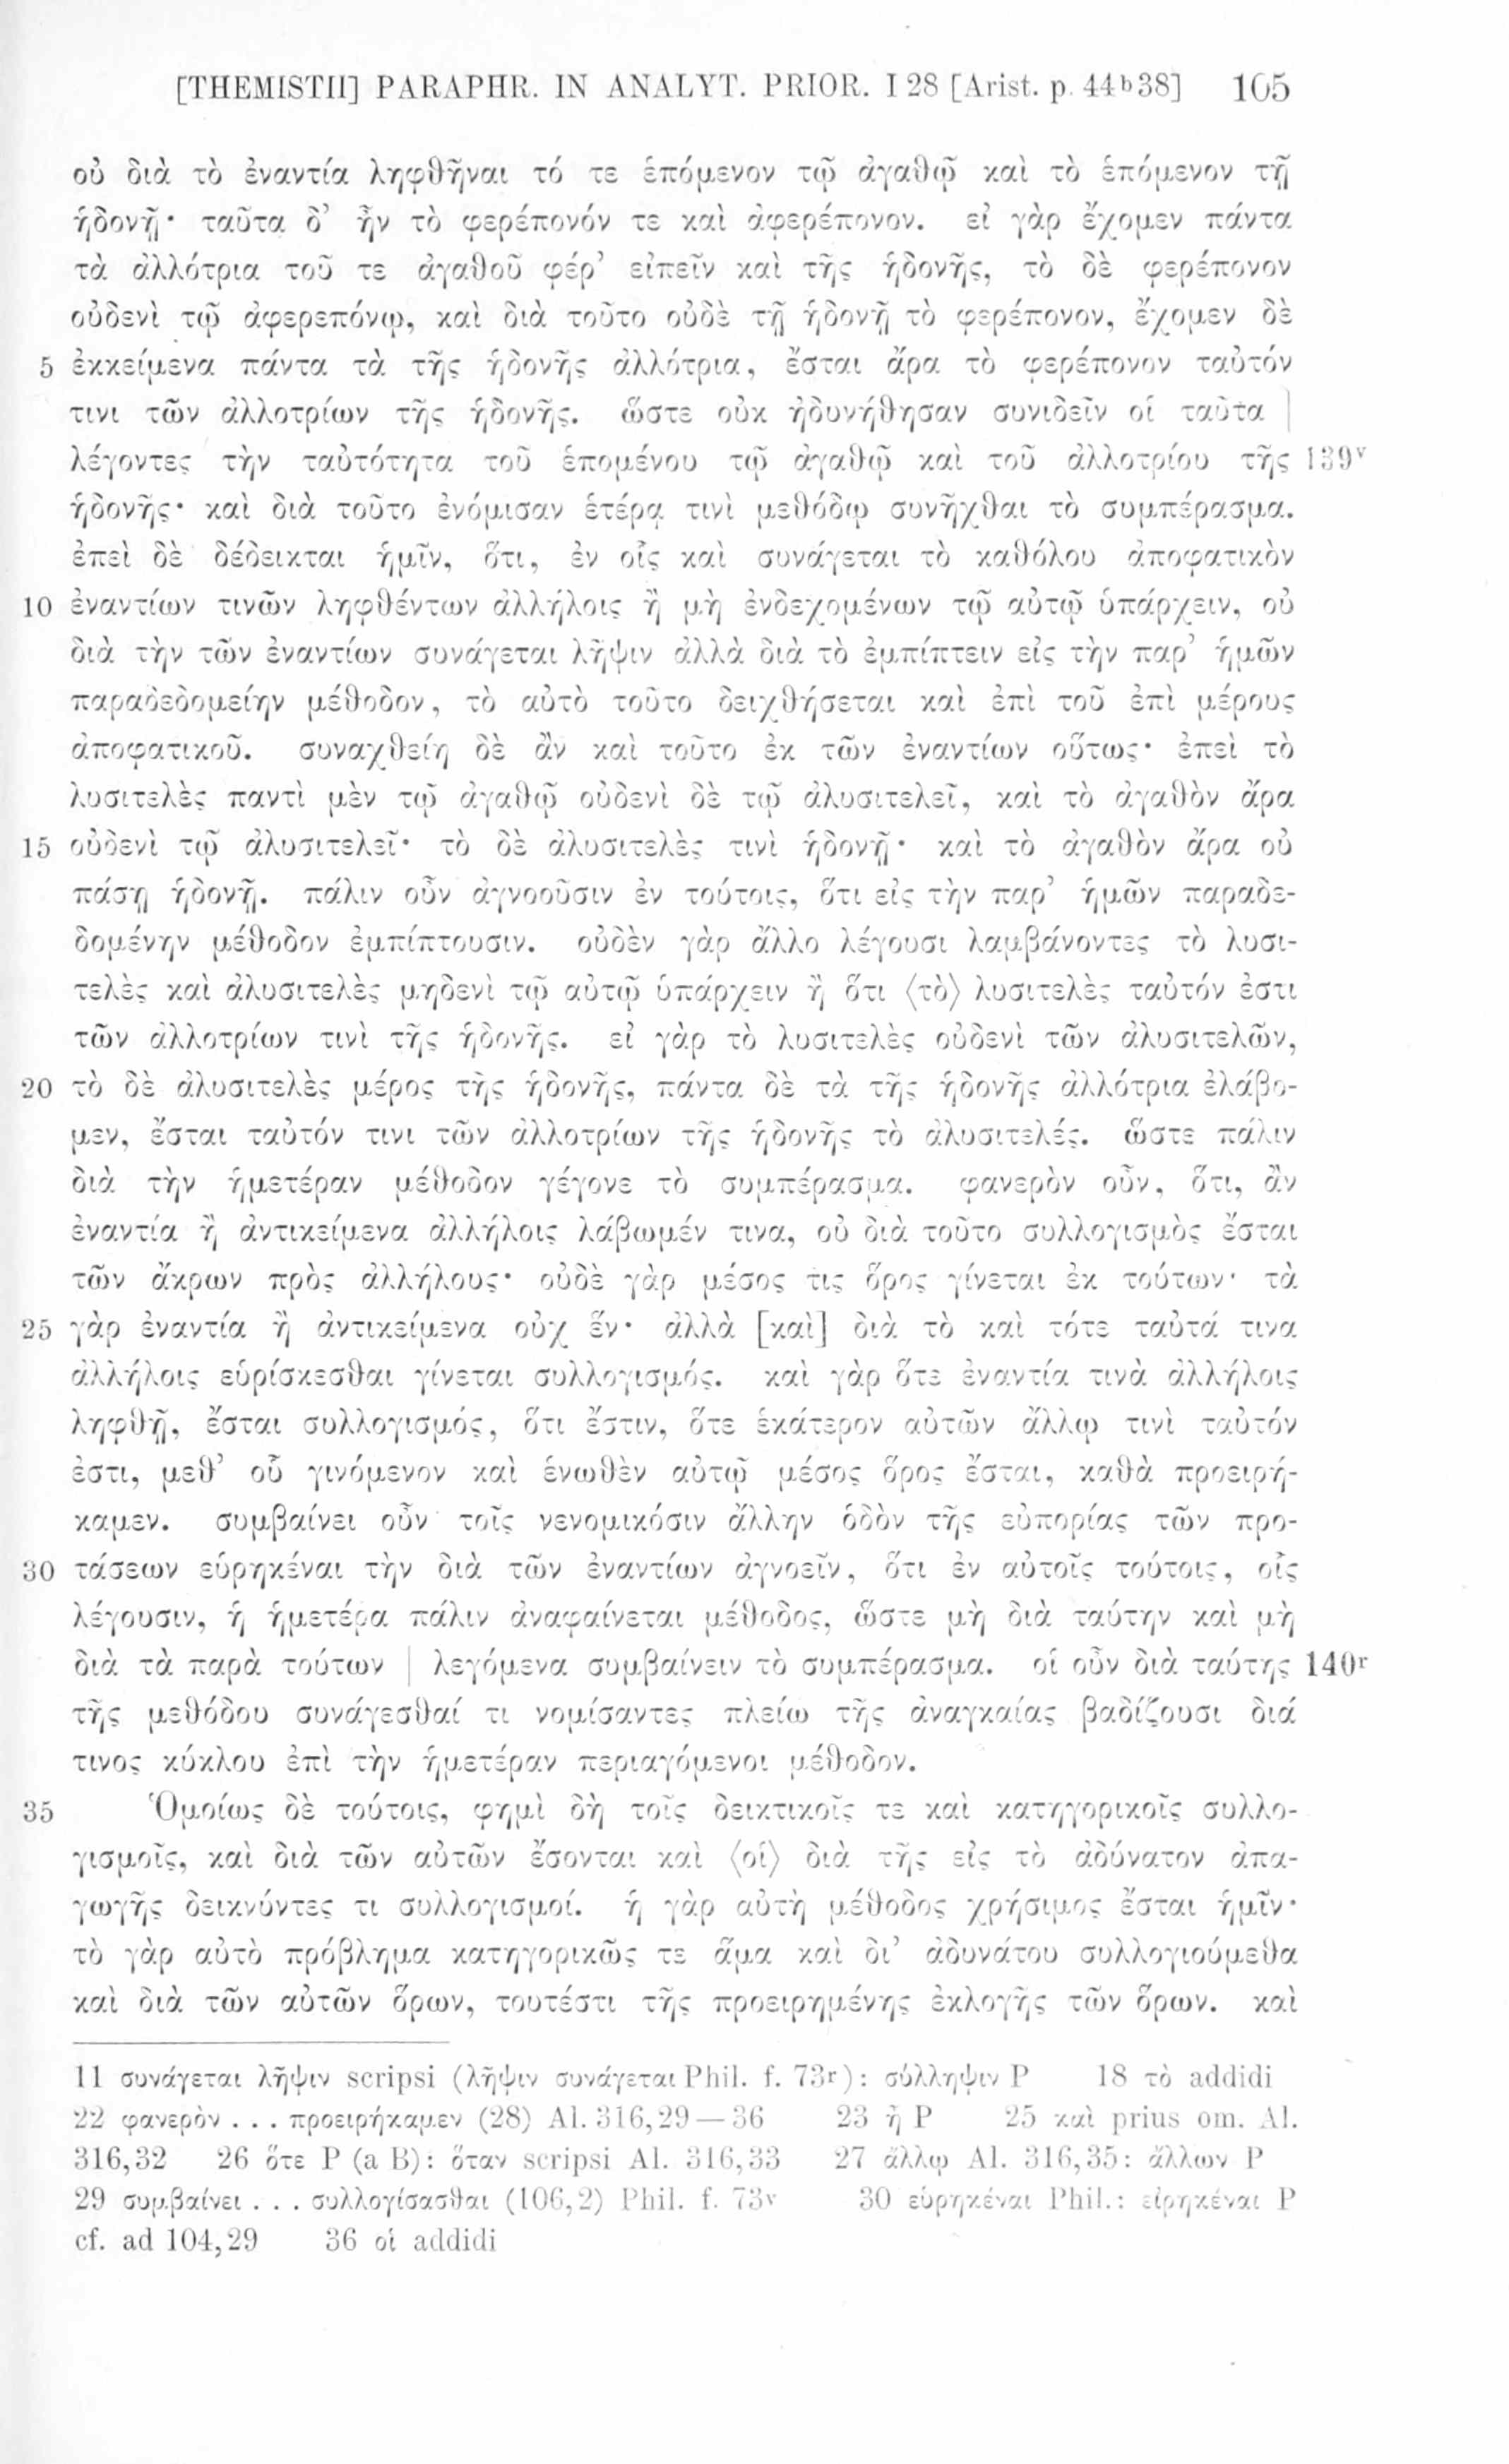 [THEMISTII] PARAPHR. IN ANALYT. PRIOR. I 28 [Arist. p. 44ᵇ38] 105
οὐ διὰ τὸ ἐναντία ληφθῆναι τό τε ἑπόμενον τῷ ἀγαθῷ καὶ τὸ ἑπόμενον τῇ
ἡδονῇ· ταῦτα δ’ ἦν τὸ φερέπονόν τε καὶ ἀφερέπονον. εἰ γὰρ ἔχομεν πάντα
τὰ ἀλλότρια τοῦ τε ἀγαθοῦ φέρ’ εἰπεῖν καὶ τῆς ἡδονῆς, τὸ δὲ φερέπονον
οὐδενὶ τῷ ἀφερεπόνῳ, καὶ διὰ τοῦτο οὐδὲ τῇ ἡδονῇ τὸ φερέπονον, ἔχομεν δὲ
5 ἐκκείμενα πάντα τὰ τῆς ἡδονῆς ἀλλότρια, ἔσται ἄρα τὸ φερέπονον ταὐτόν
τινι τῶν ἀλλοτρίων τῆς ἡδονῆς. ὥστε οὐκ ἠδυνήθησαν συνιδεῖν οἱ ταῦτα |
λέγοντες τὴν ταὐτότητα τοῦ ἑπομένου τῷ ἀγαθῷ καὶ τοῦ ἀλλοτρίου τῆς 139ᵛ
ἡδονῆς· καὶ διὰ τοῦτο ἐνόμισαν ἑτέρᾳ τινὶ μεθόδῳ συνῆχθαι τὸ συμπέρασμα.
ἐπεὶ δὲ δέδεικται ἡμῖν, ὅτι, ἐν οἷς καὶ συνάγεται τὸ καθόλου ἀποφατικὸν
10 ἐναντίων τινῶν ληφθέντων ἀλλήλοις ἢ μὴ ἐνδεχομένων τῷ αὐτῷ ὑπάρχειν, οὐ
διὰ τὴν τῶν ἐναντίων συνάγεται λῆψιν ἀλλὰ διὰ τὸ ἐμπίπτειν εἰς τὴν παρ’ ἡμῶν
παραδεδομείην μέθοδον, τὸ αὐτὸ τοῦτο δειχθήσεται καὶ ἐπὶ τοῦ ἐπὶ μέρους
ἀποφατικοῦ. συναχθείη δὲ ἂν καὶ τοῦτο ἐκ τῶν ἐναντίων οὕτως· ἐπεὶ τὸ
λυσιτελὲς παντὶ μὲν τῷ ἀγαθῷ οὐδενὶ δὲ τῷ ἀλυσιτελεῖ, καὶ τὸ ἀγαθὸν ἄρα
15 οὐδενὶ τῷ ἀλυσιτελεῖ· τὸ δὲ ἀλυσιτελὲς τινὶ ἡδονῇ· καὶ τὸ ἀγαθὸν ἄρα οὐ
πάσῃ ἡδονῇ. πάλιν οὖν ἀγνοοῦσιν ἐν τούτοις, ὅτι εἰς τὴν παρ’ ἡμῶν παραδε-
δομένην μέθοδον ἐμπίπτουσιν. οὐδὲν γὰρ ἄλλο λέγουσι λαμβάνοντες τὸ λυσι-
τελὲς καὶ ἀλυσιτελὲς μηδενὶ τῷ αὐτῷ ὑπάρχειν ἢ ὅτι ⟨τὸ⟩ λυσιτελὲς ταὐτόν ἐστι
τῶν ἀλλοτρίων τινὶ τῆς ἡδονῆς. εἰ γὰρ τὸ λυσιτελὲς οὐδενὶ τῶν ἀλυσιτελῶν,
20 τὸ δὲ ἀλυσιτελὲς μέρος τῆς ἡδονῆς, πάντα δὲ τὰ τῆς ἡδονῆς ἀλλότρια ἐλάβο-
μεν, ἔσται ταὐτόν τινι τῶν ἀλλοτρίων τῆς ἡδονῆς τὸ ἀλυσιτελές. ὥστε πάλιν
διὰ τὴν ἡμετέραν μέθοδον γέγονε τὸ συμπέρασμα. φανερὸν οὖν, ὅτι, ἂν
ἐναντία ἢ ἀντικείμενα ἀλλήλοις λάβωμέν τινα, οὐ διὰ τοῦτο συλλογισμὸς ἔσται
τῶν ἄκρων πρὸς ἀλλήλους· οὐδὲ γὰρ μέσος τις ὅρος γίνεται ἐκ τούτων· τὰ
25 γὰρ ἐναντία ἢ ἀντικείμενα οὐχ ἕν· ἀλλὰ [καὶ] διὰ τὸ καὶ τότε ταὐτά τινα
ἀλλήλοις εὑρίσκεσθαι γίνεται συλλογισμός. καὶ γὰρ ὅτε ἐναντία τινὰ ἀλλήλοις
ληφθῇ, ἔσται συλλογισμός, ὅτι ἔστιν, ὅτε ἑκάτερον αὐτῶν ἄλλῳ τινὶ ταὐτόν
ἐστι, μεθ’ οὗ γινόμενον καὶ ἑνωθὲν αὐτῷ μέσος ὅρος ἔσται, καθὰ προειρή-
καμεν. συμβαίνει οὖν τοῖς νενομικόσιν ἄλλην ὁδὸν τῆς εὐπορίας τῶν προ-
30 τάσεων εὑρηκέναι τὴν διὰ τῶν ἐναντίων ἀγνοεῖν, ὅτι ἐν αὐτοῖς τούτοις, οἷς
λέγουσιν, ἡ ἡμετέρα πάλιν ἀναφαίνεται μέθοδος, ὥστε μὴ διὰ ταύτην καὶ μὴ
διὰ τὰ παρὰ τούτων | λεγόμενα συμβαίνειν τὸ συμπέρασμα. οἱ οὖν διὰ ταύτης 140ʳ
τῆς μεθόδου συνάγεσθαί τι νομίσαντες πλείω τῆς ἀναγκαίας βαδίζουσι διά
τινος κύκλου ἐπὶ τὴν ἡμετέραν περιαγόμενοι μέθοδον.
35 Ὁμοίως δὲ τούτοις, φημὶ δὴ τοῖς δεικτικοῖς τε καὶ κατηγορικοῖς συλλο-
γισμοῖς, καὶ διὰ τῶν αὐτῶν ἔσονται καὶ ⟨οἱ⟩ διὰ τῆς εἰς τὸ ἀδύνατον ἀπα-
γωγῆς δεικνύντες τι συλλογισμοί. ἡ γὰρ αὐτὴ μέθοδος χρήσιμος ἔσται ἡμῖν·
τὸ γὰρ αὐτὸ πρόβλημα κατηγορικῶς τε ἅμα καὶ δι’ ἀδυνάτου συλλογιούμεθα
καὶ διὰ τῶν αὐτῶν ὅρων, τουτέστι τῆς προειρημένης ἐκλογῆς τῶν ὅρων. καὶ
11 συνάγεται λῆψιν scripsi (λῆψιν συνάγεται Phil. f. 73ʳ): σύλληψιν P 18 τὸ addidi
22 φανερὸν . . . προειρήκαμεν (28) Al. 316,29—36 23 ἢ P 25 καὶ prius om. Al.
316,32 26 ὅτε P (a B): ὅταν scripsi Al. 316,33 27 ἄλλῳ Al. 316,35: ἄλλων P
29 συμβαίνει . . . συλλογίσασθαι (106,2) Phil. f. 73ᵛ 30 εὑρηκέναι Phil.: εἰρηκέναι P
cf. ad 104,29 36 οἱ addidi